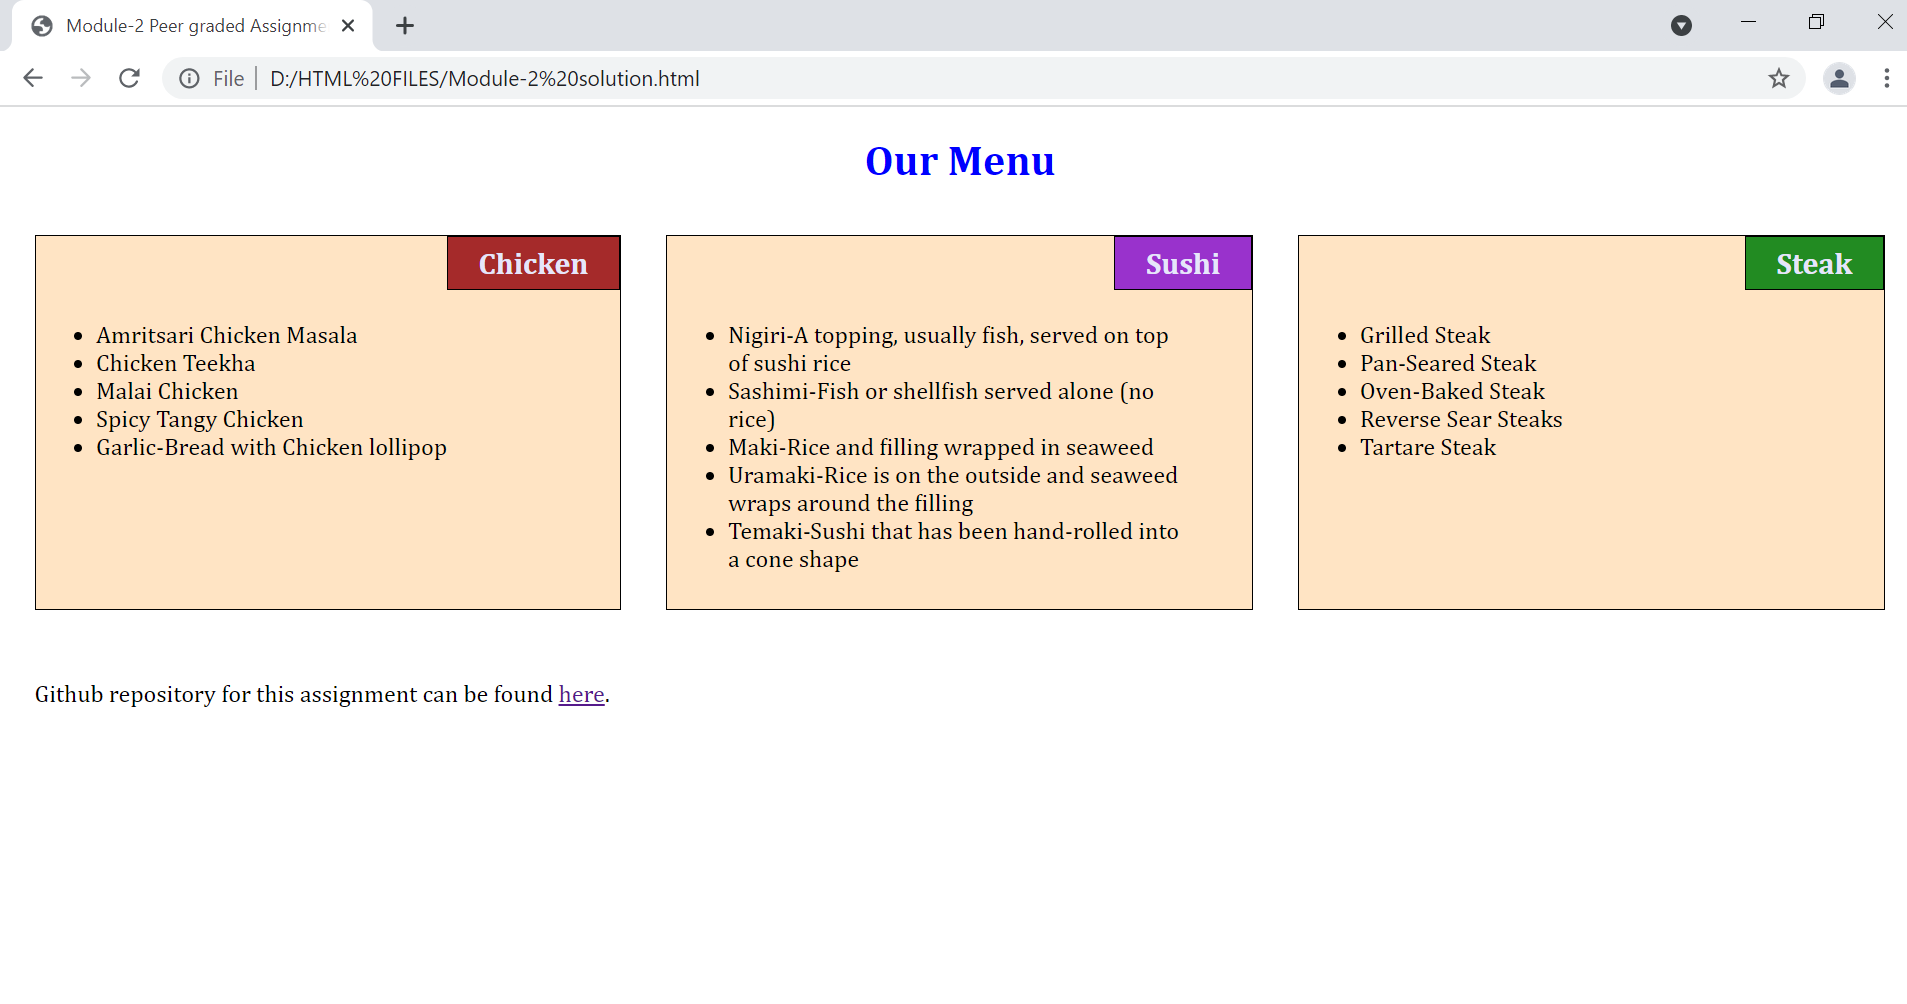 Module-2 Peer graded Assignme
File
D:/HTML%20FILES/Module-2%20solution.html
Our Menu
Chicken
Amritsari Chicken Masala
Chicken Teekha
Malai Chicken
Spicy Tangy Chicken
Garlic-Bread with Chicken lollipop
Sushi
Nigiri-A topping, usually fish, served on top
of sushi rice
Sashimi-Fish or shellfish served alone (no
rice)
Maki-Rice and filling wrapped in seaweed
Uramaki-Rice is on the outside and seaweed
wraps around the filling
Temaki-Sushi that has been hand-rolled into
a cone shape
Steak
Grilled Steak
Pan-Seared Steak
Oven-Baked Steak
Reverse Sear Steaks
Tartare Steak
Github repository for this assignment can be found here.